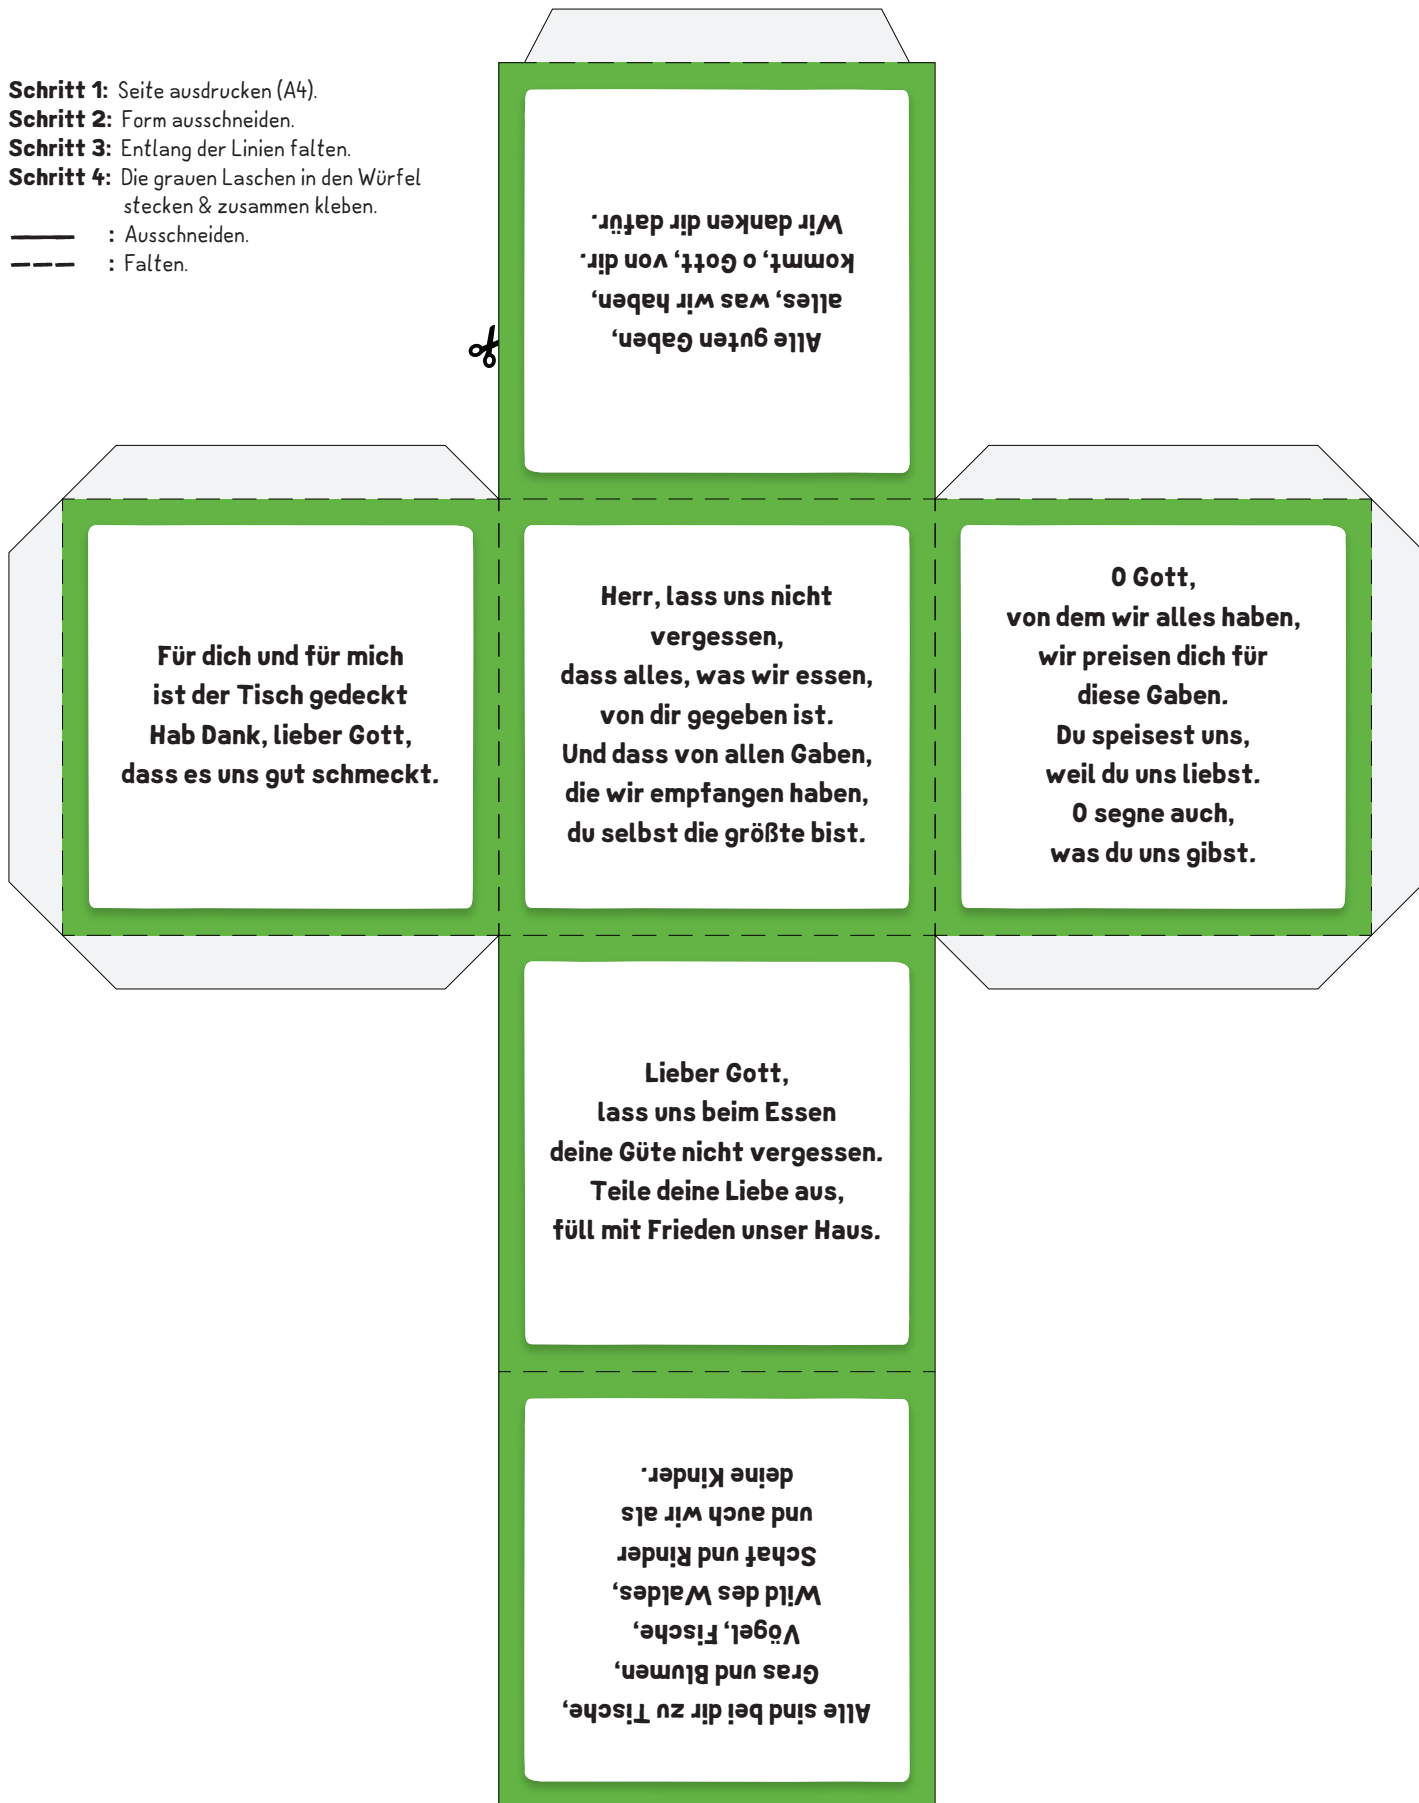 Schritt 1: Seite ausdrucken (A4).
Schritt 2: Form ausschneiden.
Schritt 3: Entlang der Linien falten.
Schritt 4: Die grauen Laschen in den Würfel
stecken & zusammen kleben.
: Ausschneiden.
: Falten.
Alle guten Gaben,
alles, was wir haben,
kommt, o Gott, von dir.
Wir danken dir dafür.
Für dich und für mich
ist der Tisch gedeckt
Hab Dank, lieber Gott,
dass es uns gut schmeckt.
Herr, lass uns nicht
vergessen,
dass alles, was wir essen,
von dir gegeben ist.
Und dass von allen Gaben,
die wir empfangen haben,
du selbst die größte bist.
O Gott,
von dem wir alles haben,
wir preisen dich für
diese Gaben.
Du speisest uns,
weil du uns liebst.
O segne auch,
was du uns gibst.
Lieber Gott,
lass uns beim Essen
deine Güte nicht vergessen.
Teile deine Liebe aus,
füll mit Frieden unser Haus.
Alle sind bei dir zu Tische,
Gras und Blumen,
Vögel, Fische,
Wild des Waldes,
Schaf und Rinder
und auch wir als
deine Kinder.